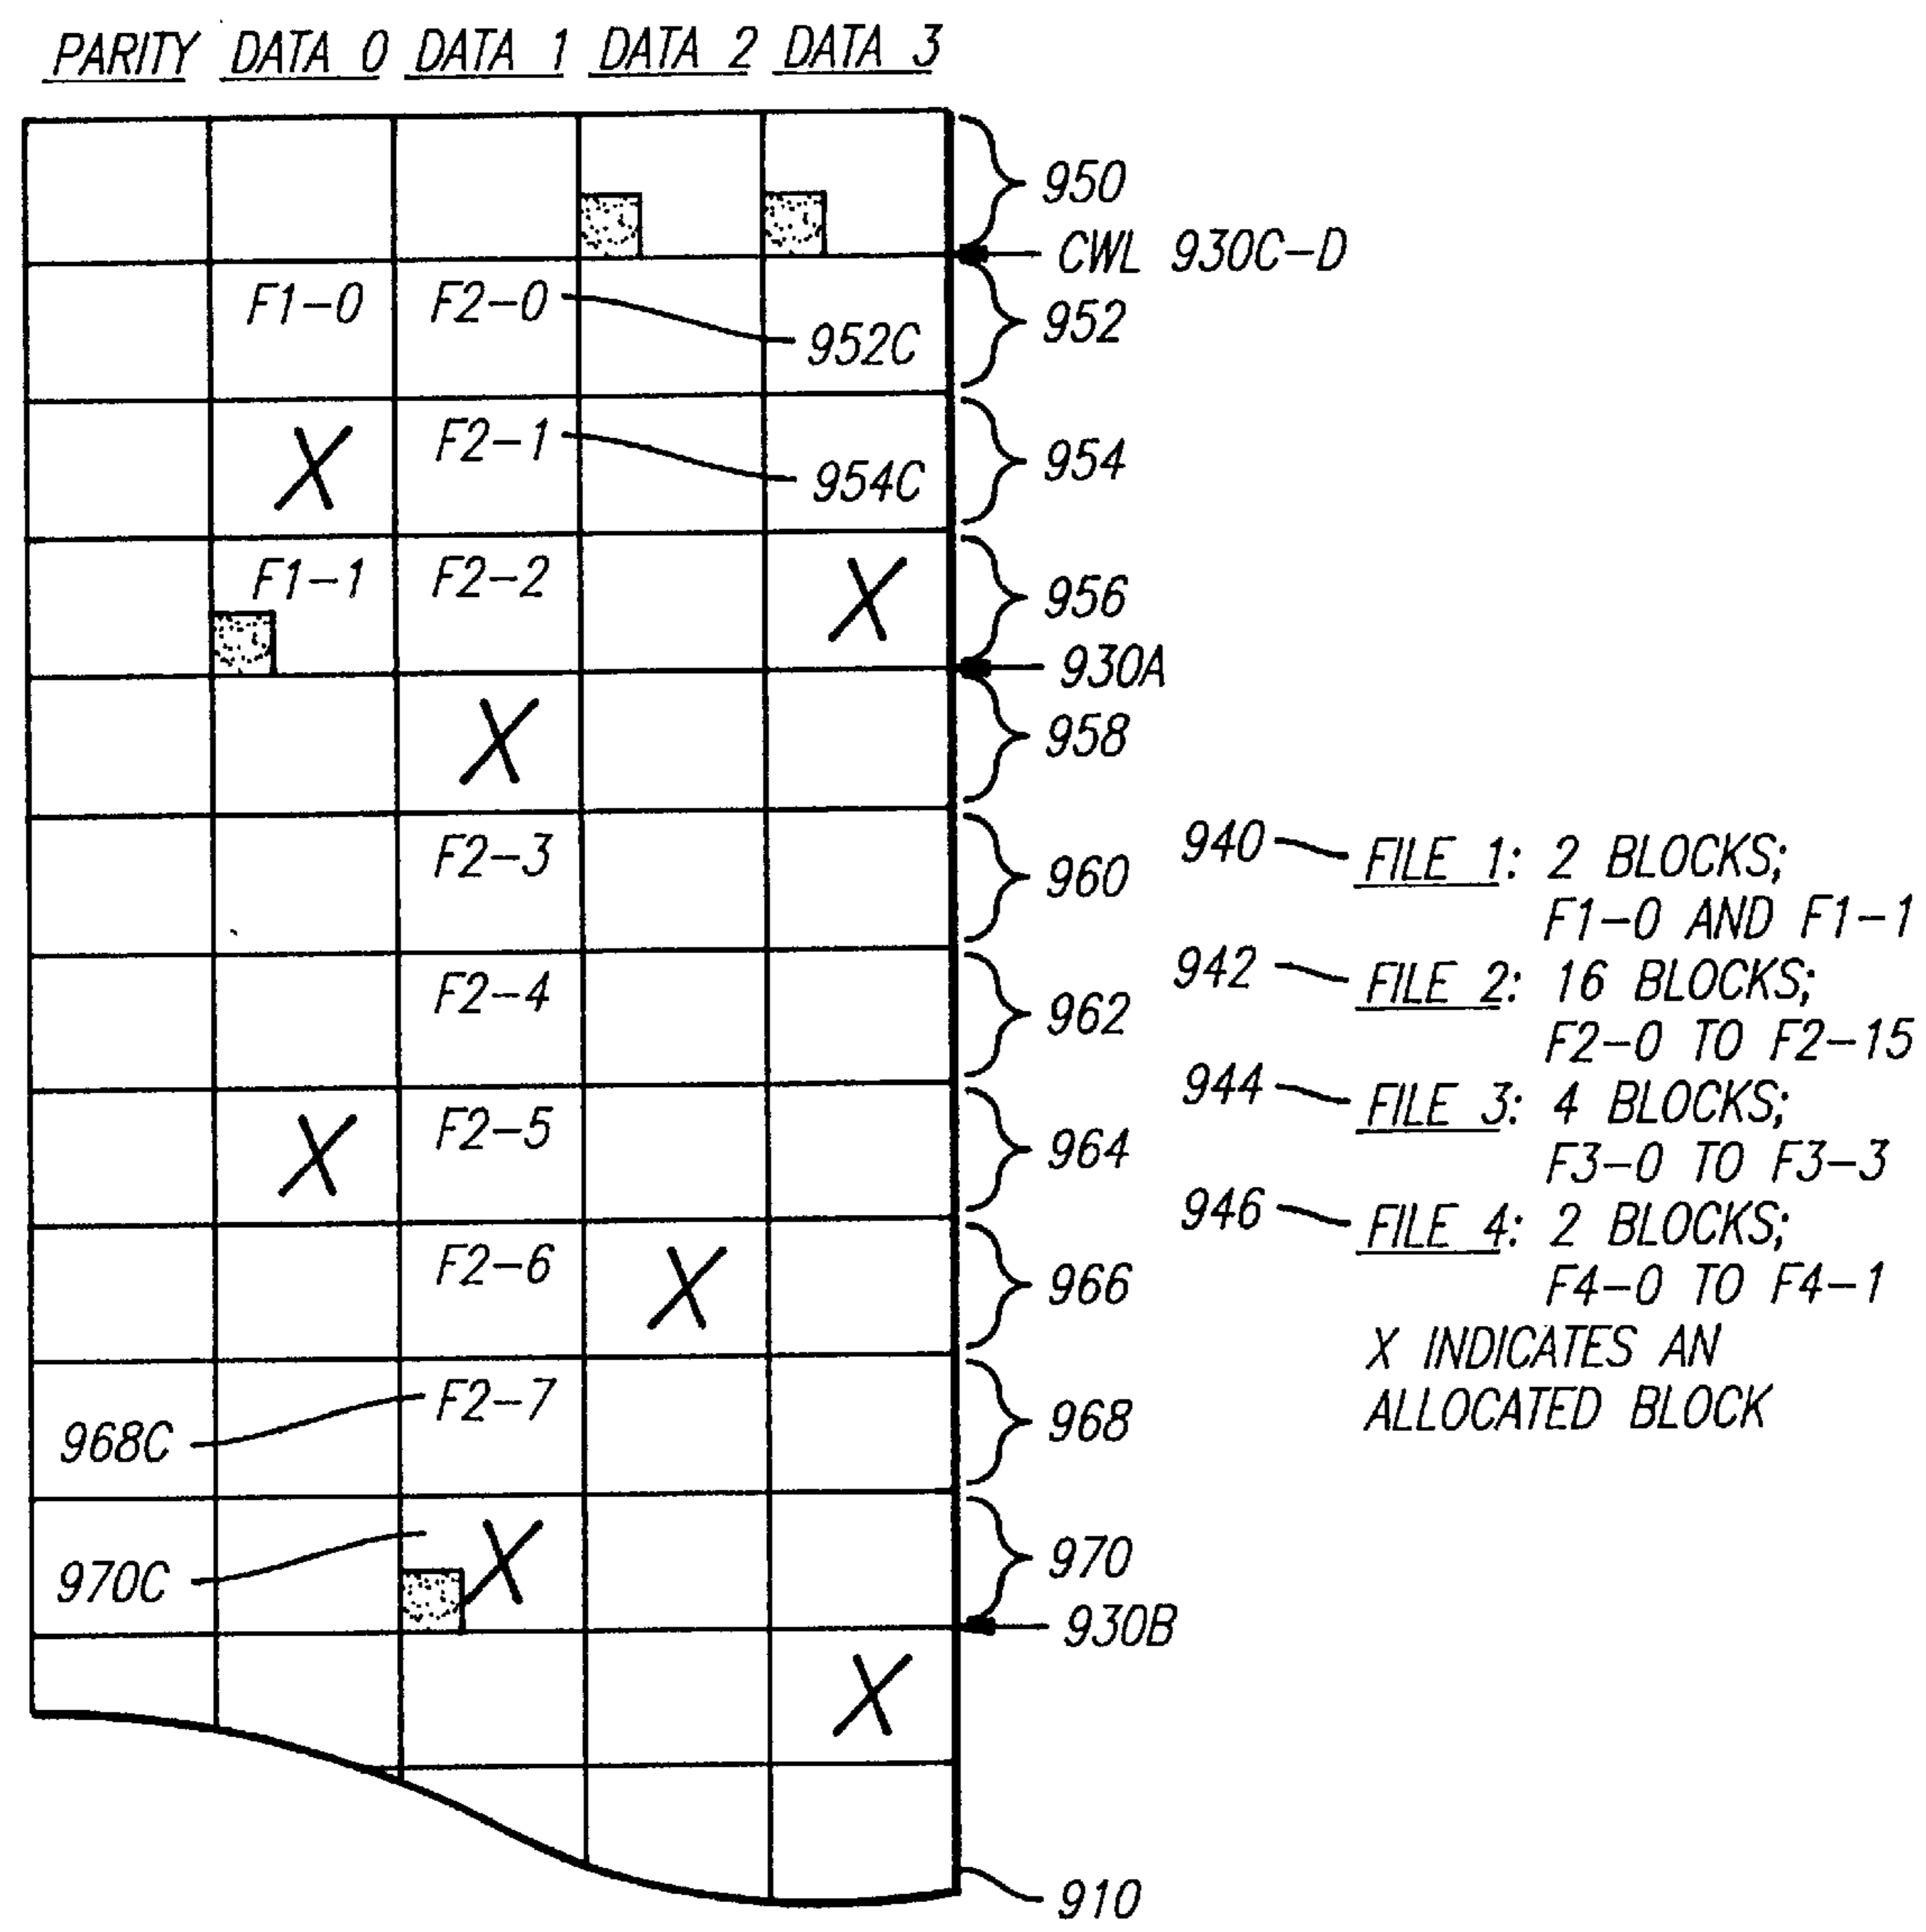 PARITY DATA 0 DATA 1 DATA 2 DATA 3
950
CWL 930C-D
F1-0 F2-0 952
952C
F2-1 954
X 954C
F1-1 F2-2 956
X
930A
X 958
F2-3 960
F2-4 962
F2-5 964
X
F2-6 966
X
F2-7 968
968C
X 970
970C
930B
X
910
940 FILE 1: 2 BLOCKS;
F1-0 AND F1-1
942 FILE 2: 16 BLOCKS;
F2-0 TO F2-15
944 FILE 3: 4 BLOCKS;
F3-0 TO F3-3
946 FILE 4: 2 BLOCKS;
F4-0 TO F4-1
X INDICATES AN
ALLOCATED BLOCK